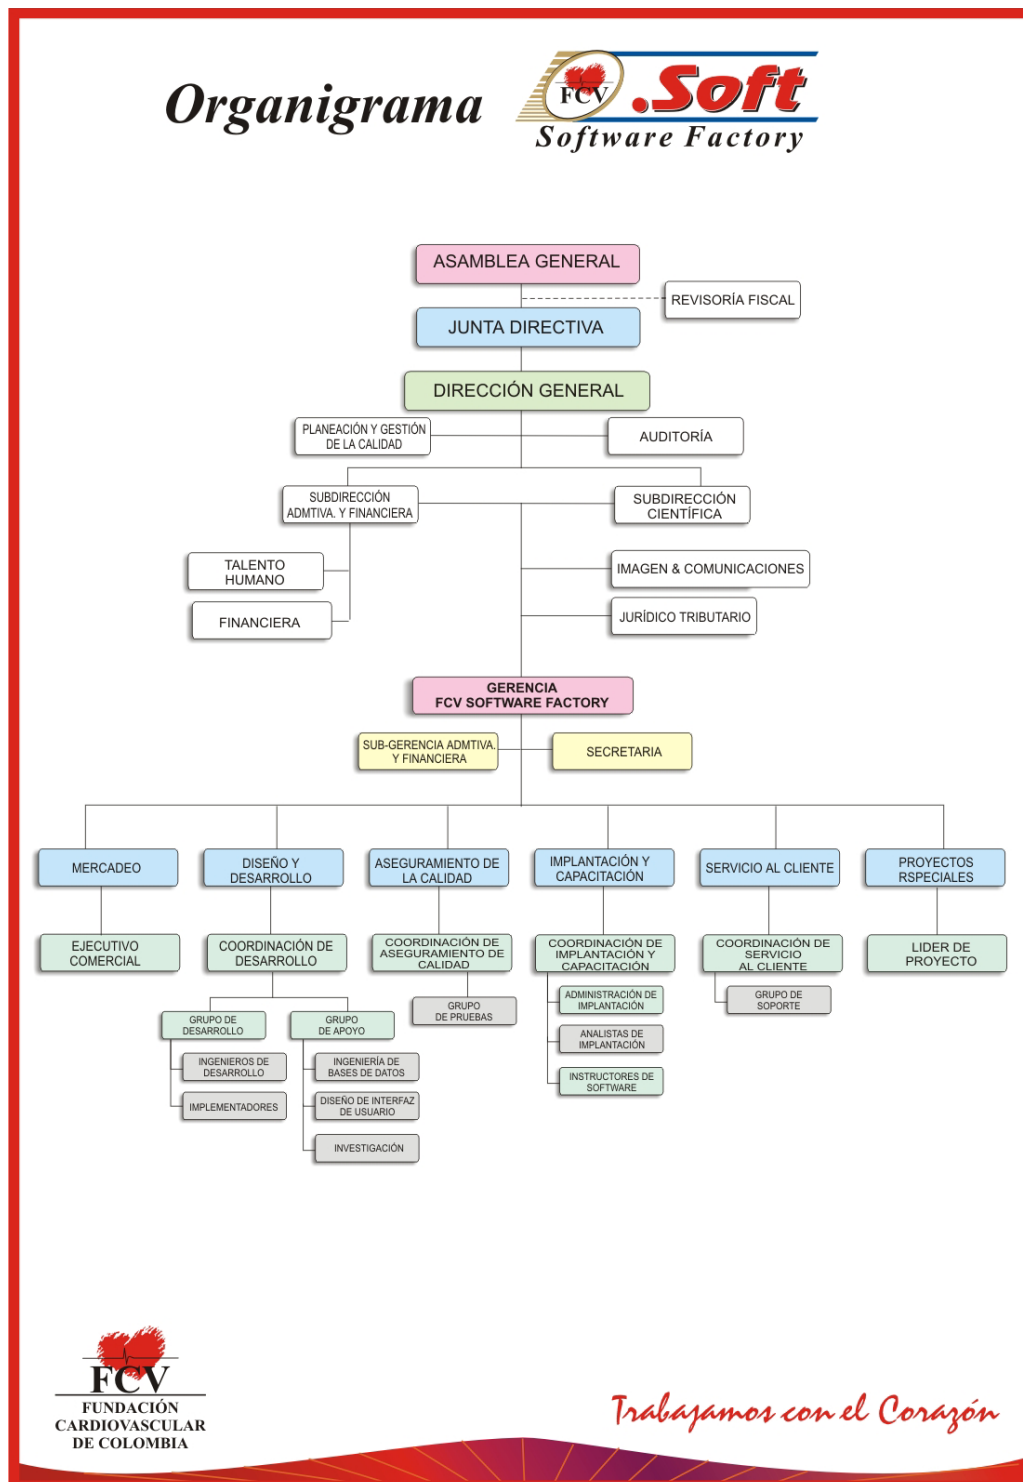 Organigrama
FCV
.Soft
Software Factory
ASAMBLEA GENERAL
REVISORÍA FISCAL
JUNTA DIRECTIVA
DIRECCIÓN GENERAL
PLANEACIÓN Y GESTIÓN
DE LA CALIDAD
AUDITORÍA
SUBDIRECCIÓN
ADMTIVA. Y FINANCIERA
SUBDIRECCIÓN
CIENTÍFICA
TALENTO
HUMANO
IMAGEN & COMUNICACIONES
FINANCIERA
JURÍDICO TRIBUTARIO
GERENCIA
FCV SOFTWARE FACTORY
SUB-GERENCIA ADMTIVA.
Y FINANCIERA
SECRETARIA
MERCADEO
DISEÑO Y
DESARROLLO
ASEGURAMIENTO DE
LA CALIDAD
IMPLANTACIÓN Y
CAPACITACIÓN
SERVICIO AL CLIENTE
PROYECTOS
RSPECIALES
EJECUTIVO
COMERCIAL
COORDINACIÓN DE
DESARROLLO
COORDINACIÓN DE
ASEGURAMIENTO DE
CALIDAD
COORDINACIÓN DE
IMPLANTACIÓN Y
CAPACITACIÓN
COORDINACIÓN DE
SERVICIO
AL CLIENTE
LIDER DE
PROYECTO
GRUPO DE
DESARROLLO
GRUPO
DE APOYO
GRUPO
DE PRUEBAS
ADMINISTRACIÓN DE
IMPLANTACIÓN
GRUPO DE
SOPORTE
INGENIEROS DE
DESARROLLO
INGENIERÍA DE
BASES DE DATOS
ANALISTAS DE
IMPLANTACIÓN
IMPLEMENTADORES
DISEÑO DE INTERFAZ
DE USUARIO
INSTRUCTORES DE
SOFTWARE
INVESTIGACIÓN
FCV
FUNDACIÓN
CARDIOVASCULAR
DE COLOMBIA
Trabajamos con el Corazón